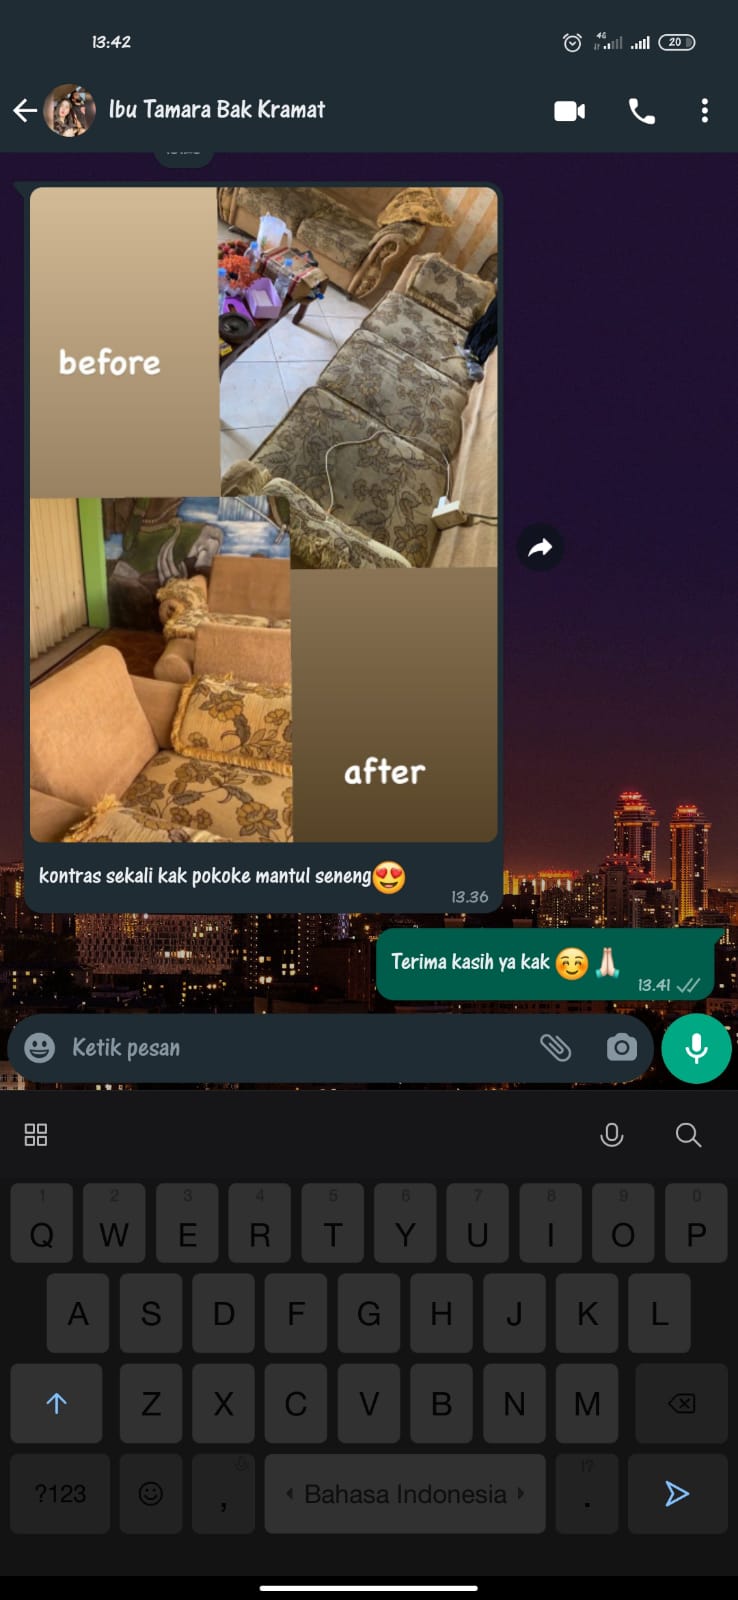 13:42
4G
20
Ibu Tamara Bak Kramat
before
after
kontras sekali kak pokoke mantul seneng😍
13.36
Terima kasih ya kak ☺️ 🙏🏻
13.41
Ketik pesan
1 2 3 4 5 6 7 8 9 0
Q W E R T Y U I O P
A S D F G H J K L
Z X C V B N M
!?
?123 , Bahasa Indonesia .